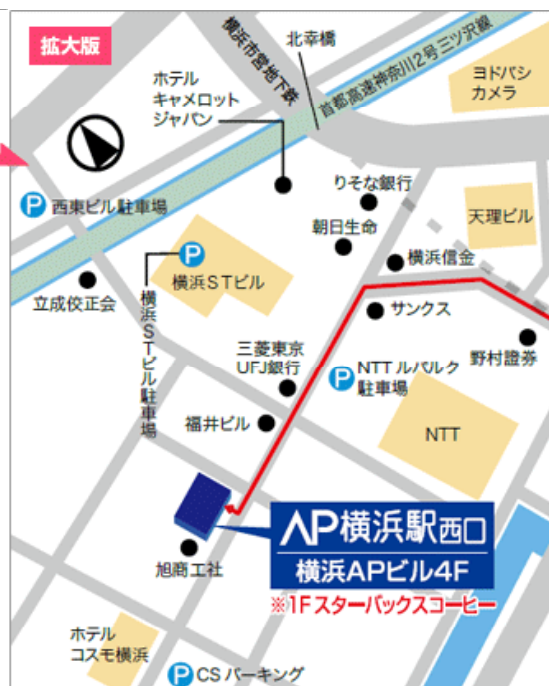 拡大版
横浜市営地下鉄
北幸橋
首都高速神奈川2号三ツ沢線
ヨドバシ
カメラ
ホテル
キャメロット
ジャパン
りそな銀行
P 西東ビル駐車場
朝日生命
天理ビル
P
横浜STビル
横浜信金
立成佼正会
横浜STビル駐車場
サンクス
三菱東京
UFJ銀行
野村證券
P NTTルパルク
駐車場
福井ビル
NTT
AP横浜駅西口
横浜APビル4F
※1Fスターバックスコーヒー
旭商工社
ホテル
コスモ横浜
P CSパーキング